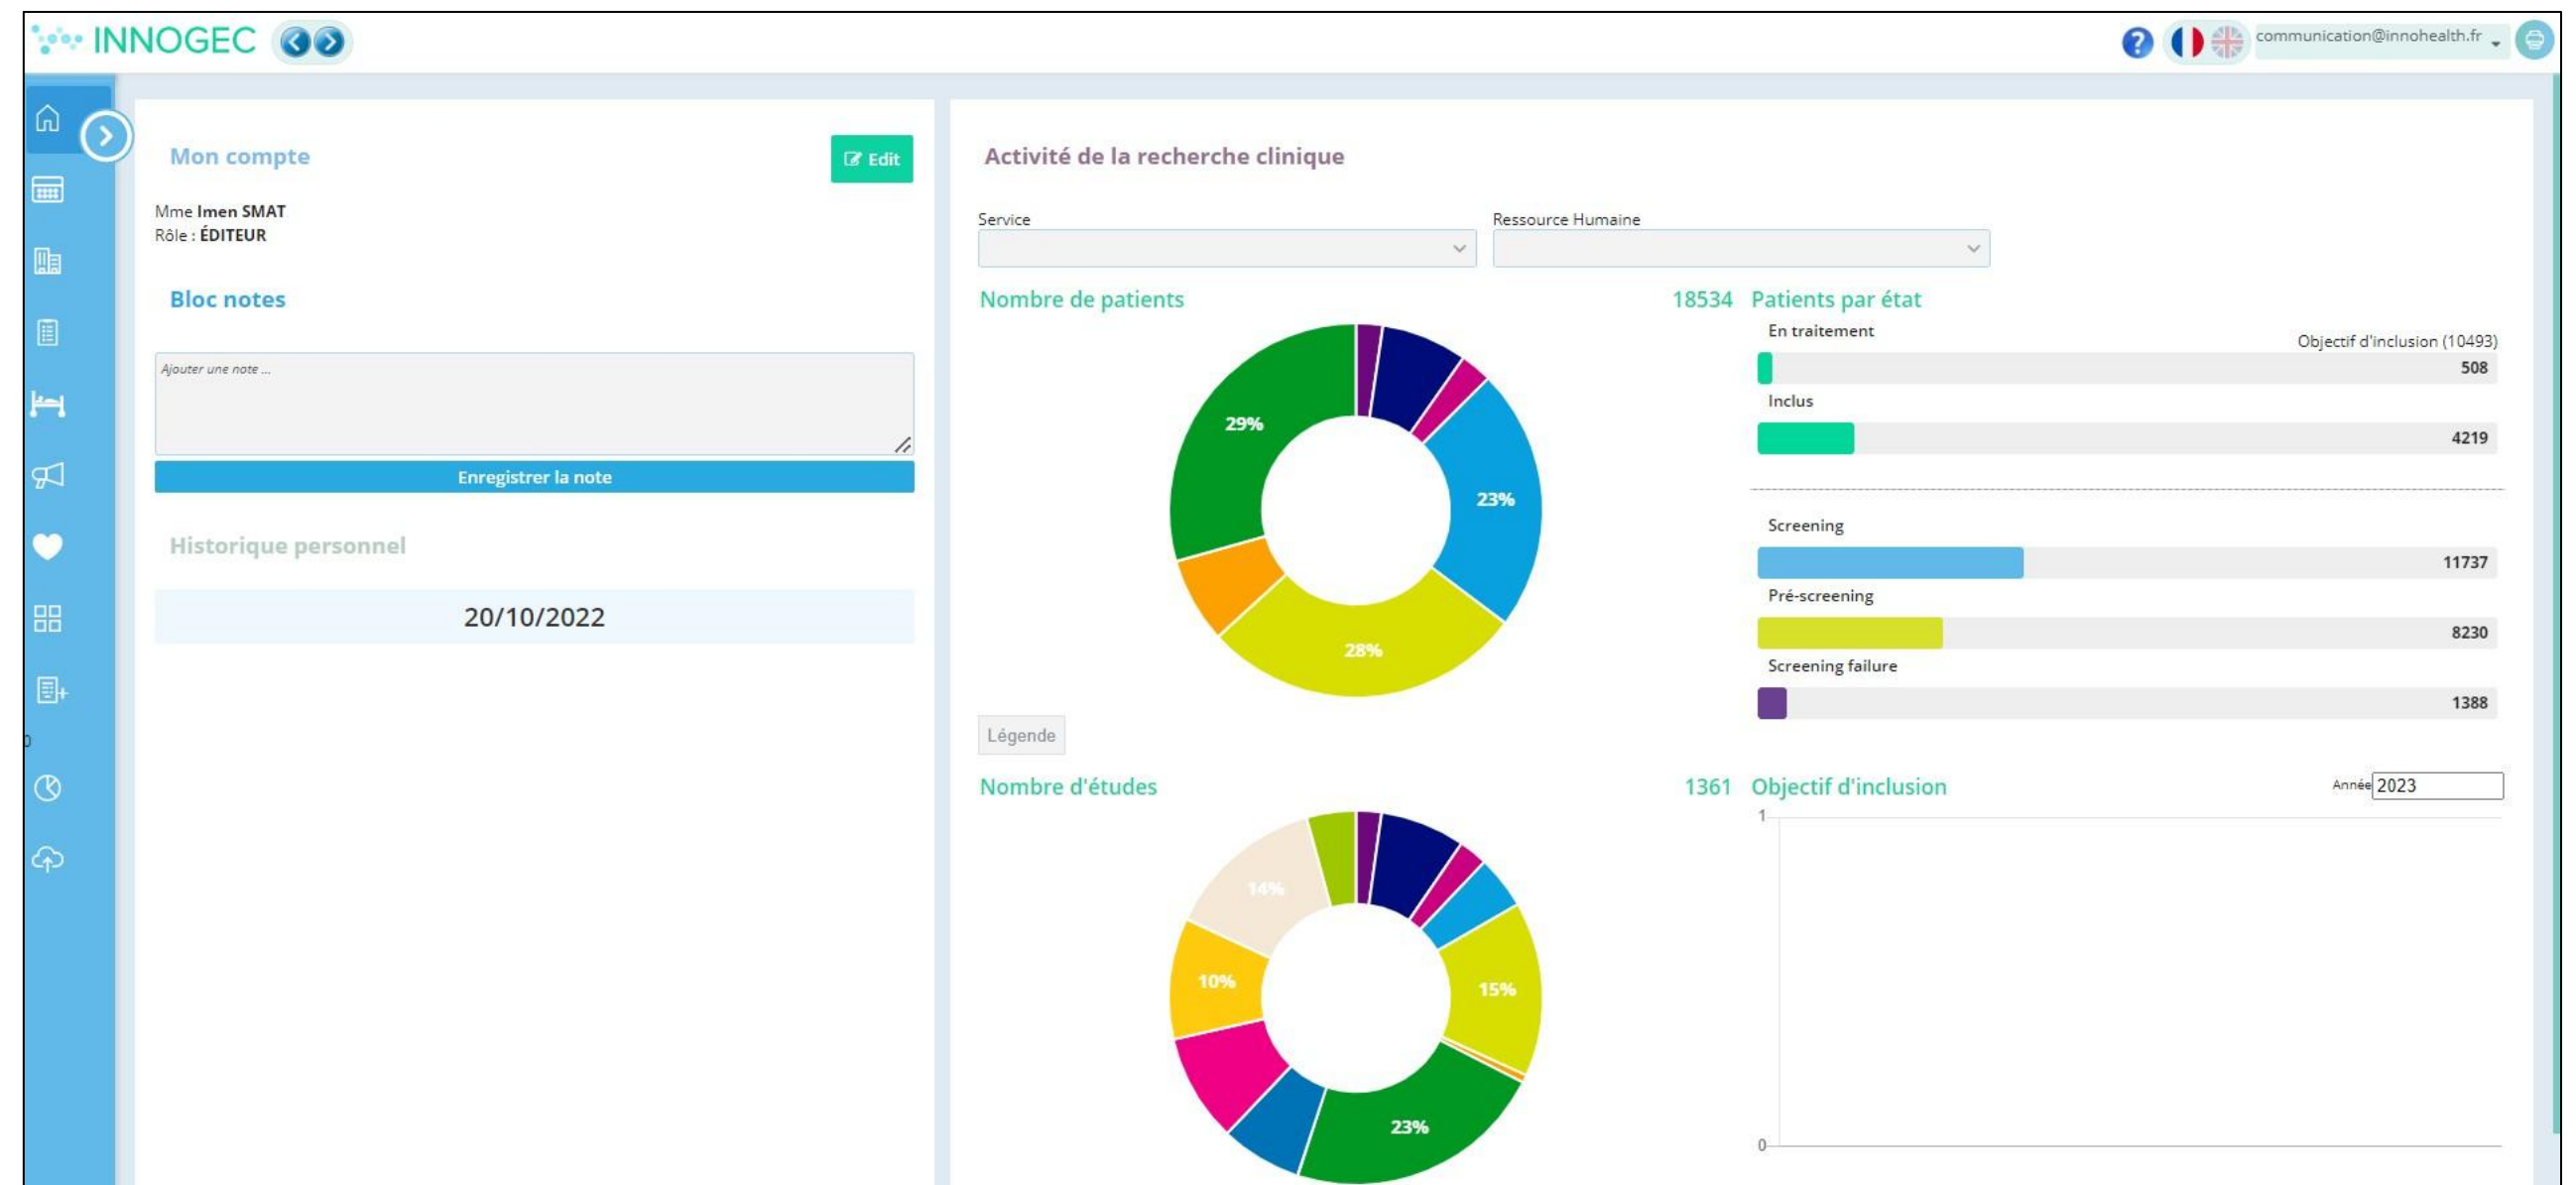 INNOGEC
communication@innohealth.fr
Mon compte
Edit
Mme Imen SMAT
Rôle : ÉDITEUR
Bloc notes
Ajouter une note ...
Enregistrer la note
Historique personnel
20/10/2022
Activité de la recherche clinique
Service
Ressource Humaine
Nombre de patients
18534
29%
23%
28%
Légende
Patients par état
En traitement
Objectif d'inclusion (10493)
508
Inclus
4219
Screening
11737
Pré-screening
8230
Screening failure
1388
Nombre d'études
1361
14%
10%
15%
23%
Objectif d'inclusion
Année 2023
1
0